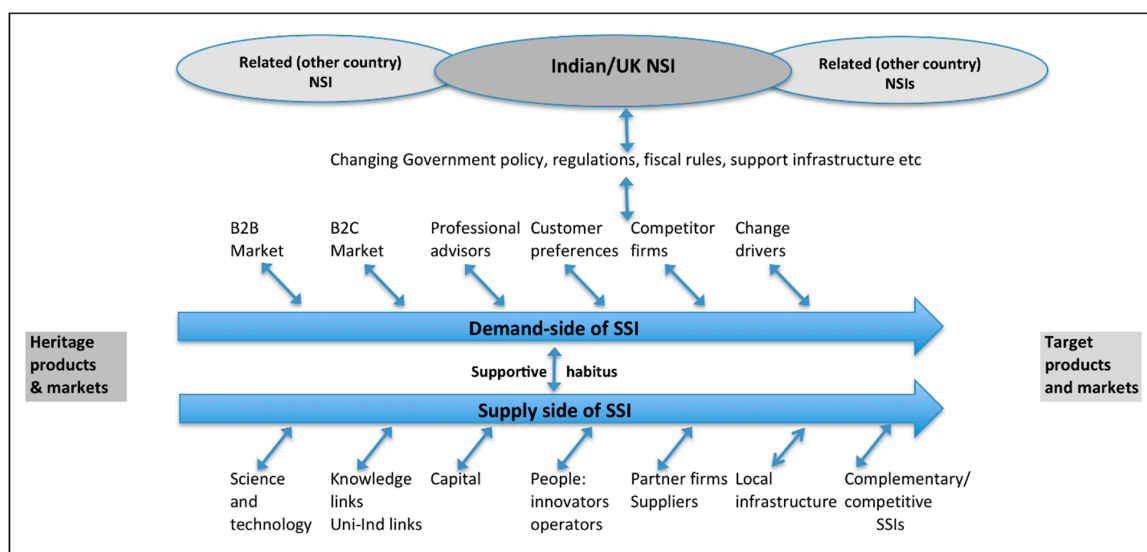 Related (other country)
NSI
Indian/UK NSI
Related (other country)
NSIs
Changing Government policy, regulations, fiscal rules, support infrastructure etc
B2B
Market
B2C
Market
Professional
advisors
Customer
preferences
Competitor
firms
Change
drivers
Demand-side of SSI
Heritage
products
& markets
Supportive habitus
Target
products
and markets
Supply side of SSI
Science
and
technology
Knowledge
links
Uni-Ind links
Capital
People:
innovators
operators
Partner firms
Suppliers
Local
infrastructure
Complementary/
competitive
SSIs